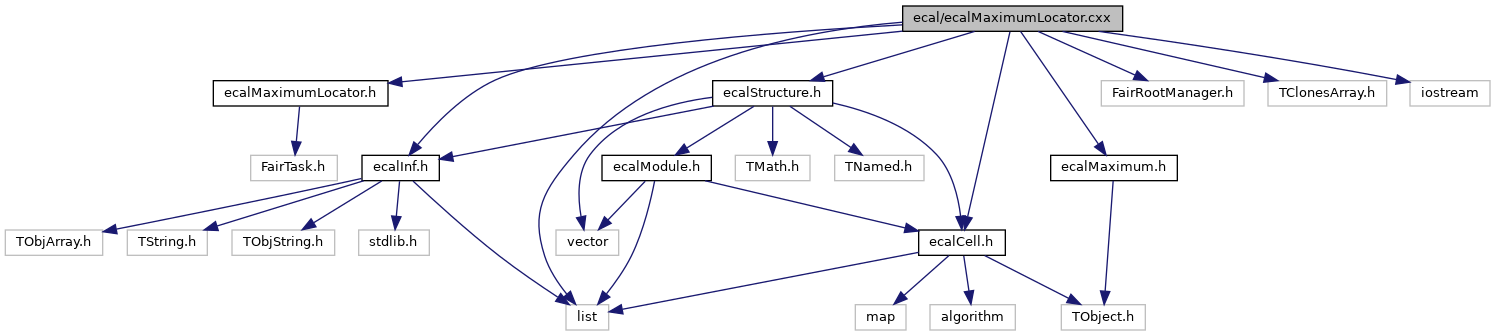 ecal/ecalMaximumLocator.cxx
ecalMaximumLocator.h
ecalStructure.h
FairRootManager.h
TClonesArray.h
iostream
FairTask.h
ecalInf.h
ecalModule.h
TMath.h
TNamed.h
ecalMaximum.h
TObjArray.h
TString.h
TObjString.h
stdlib.h
vector
ecalCell.h
list
map
algorithm
TObject.h